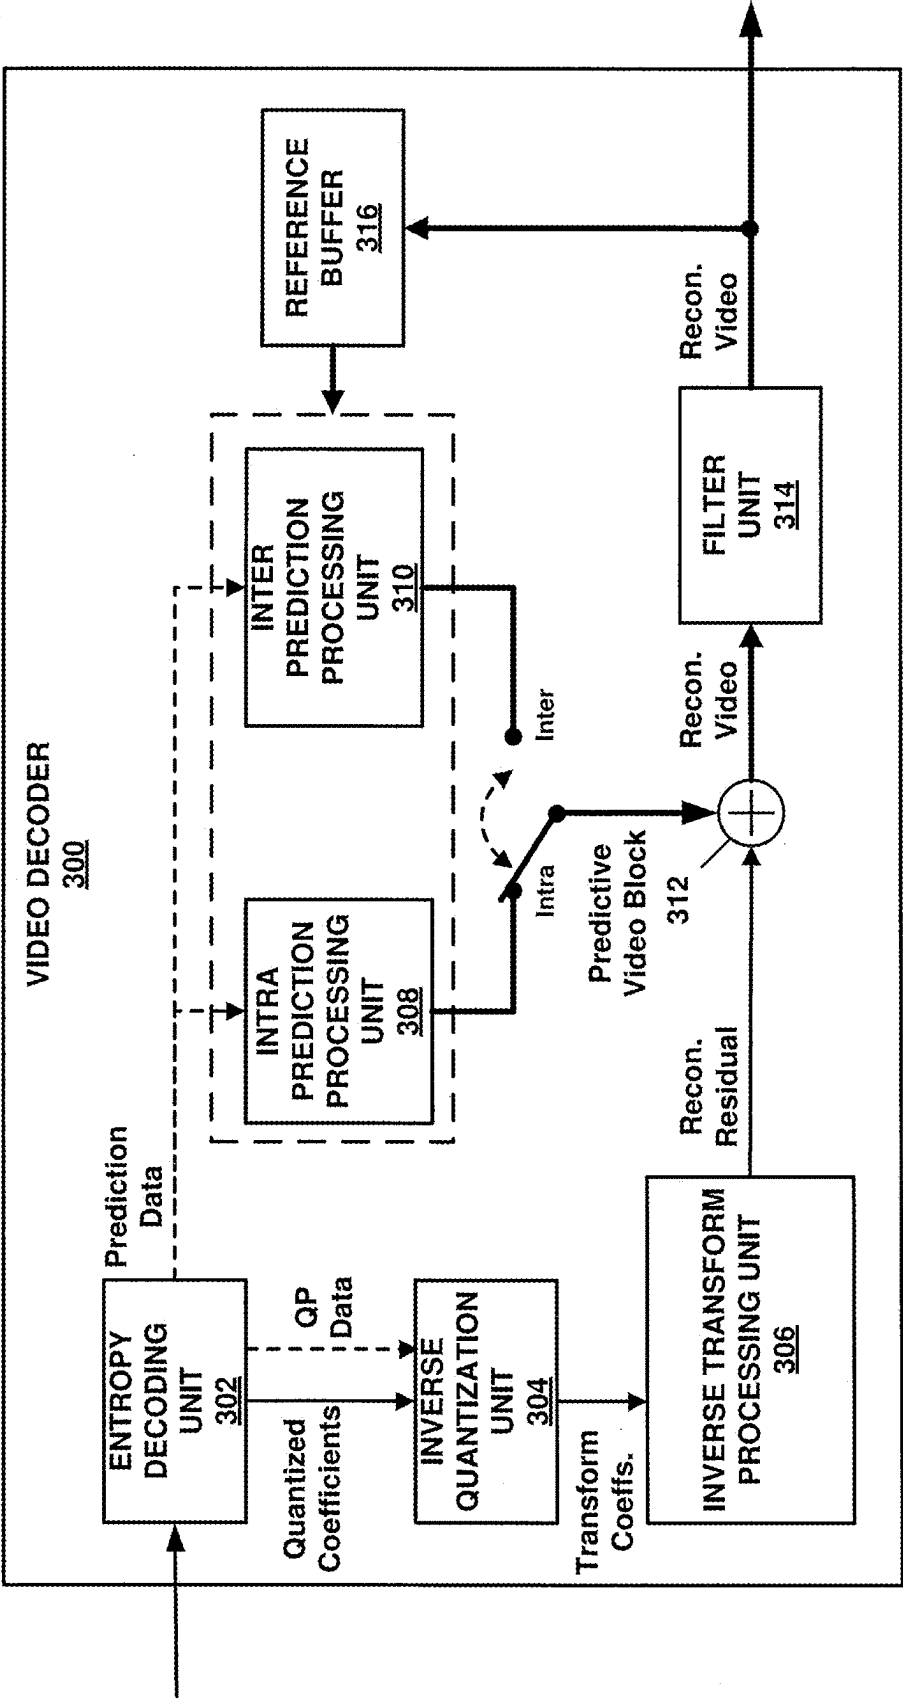 VIDEO DECODER
300
Prediction
Data
ENTROPY
DECODING
UNIT
302
QP
Data
Quantized
Coefficients
INVERSE
QUANTIZATION
UNIT
304
Transform
Coeffs.
INVERSE TRANSFORM
PROCESSING UNIT
306
INTRA
PREDICTION
PROCESSING
UNIT
308
INTER
PREDICTION
PROCESSING
UNIT
310
REFERENCE
BUFFER
316
Intra
Inter
Predictive
Video Block
312
Recon.
Residual
Recon.
Video
FILTER
UNIT
314
Recon.
Video